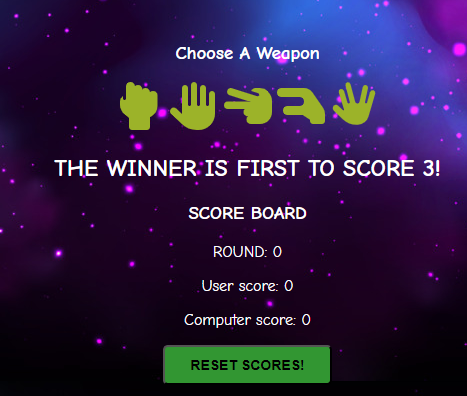 Choose A Weapon
THE WINNER IS FIRST TO SCORE 3!
SCORE BOARD
ROUND: 0
User score: 0
Computer score: 0
RESET SCORES!